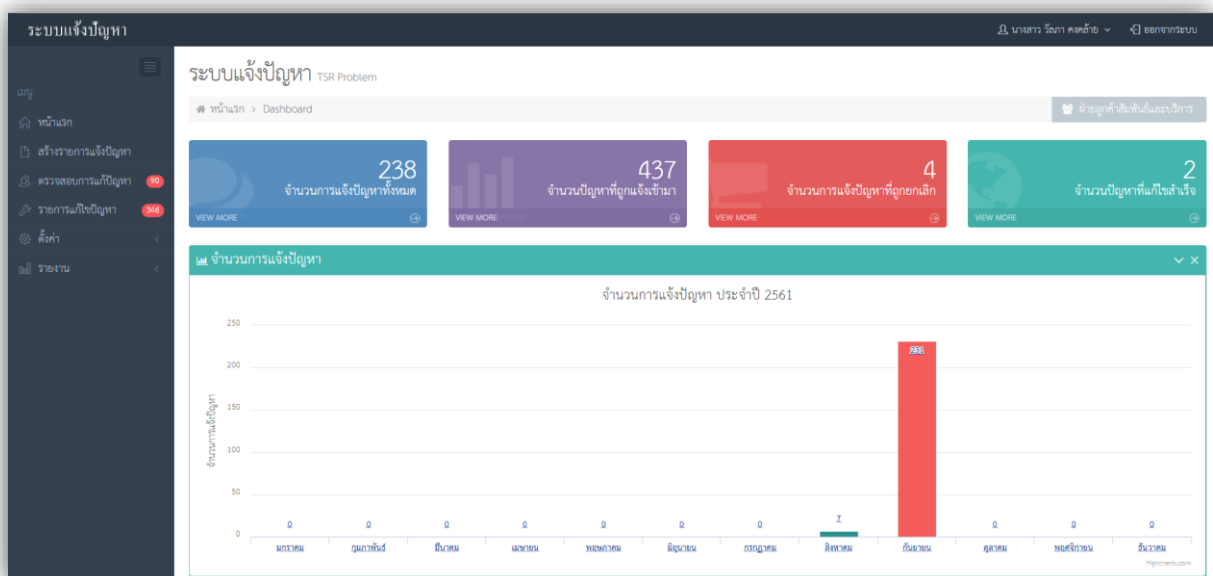 ระบบแจ้งปัญหา
นางสาว วัลภา คงคล้าย
ออกจากระบบ
เมนู
หน้าแรก
สร้างรายการแจ้งปัญหา
ตรวจสอบการแก้ปัญหา 90
รายการแก้ไขปัญหา 346
ตั้งค่า
รายงาน
ระบบแจ้งปัญหา TSR Problem
หน้าแรก > Dashboard
ฝ่ายลูกค้าสัมพันธ์และบริการ
238
จำนวนการแจ้งปัญหาทั้งหมด
VIEW MORE
437
จำนวนปัญหาที่ถูกแจ้งเข้ามา
VIEW MORE
4
จำนวนการแจ้งปัญหาที่ถูกยกเลิก
VIEW MORE
2
จำนวนปัญหาที่แก้ไขสำเร็จ
VIEW MORE
จำนวนการแจ้งปัญหา
จำนวนการแจ้งปัญหา ประจำปี 2561
จำนวนการแจ้งปัญหา
250
200
150
100
50
0
0 0 0 0 0 0 0 7 231 0 0 0
มกราคม กุมภาพันธ์ มีนาคม เมษายน พฤษภาคม มิถุนายน กรกฎาคม สิงหาคม กันยายน ตุลาคม พฤศจิกายน ธันวาคม
Highcharts.com